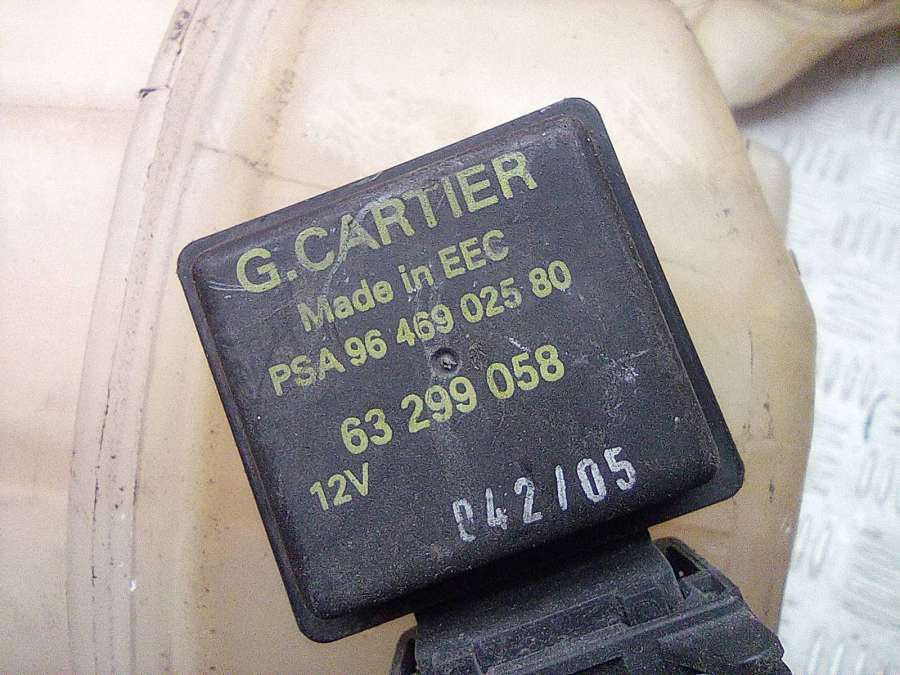 G.CARTIER
Made in EEC
PSA 96 469 025 80
63 299 058
12V
042/05